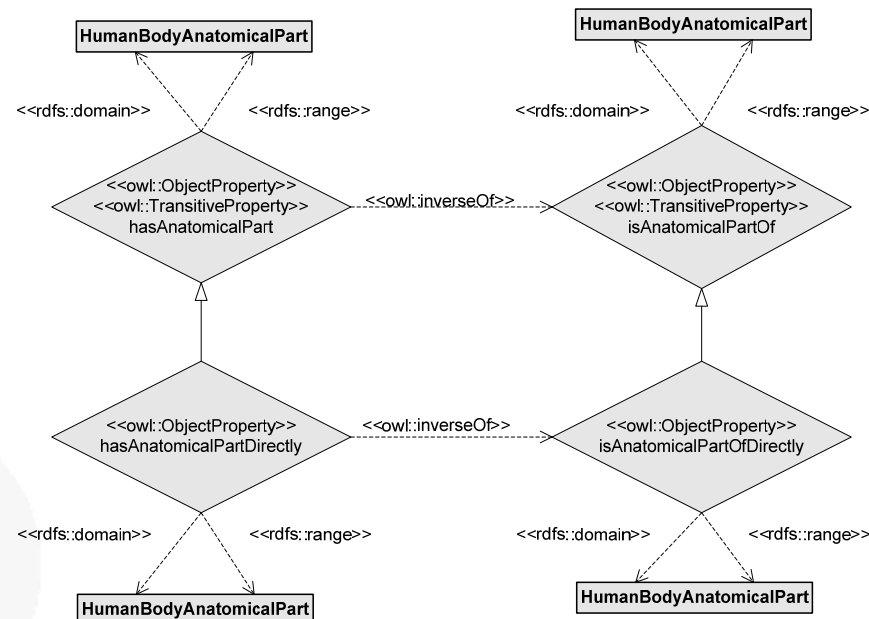 HumanBodyAnatomicalPart
HumanBodyAnatomicalPart
<<rdfs::domain>>
<<rdfs::range>>
<<rdfs::domain>>
<<rdfs::range>>
<<owl::ObjectProperty>>
<<owl::TransitiveProperty>>
hasAnatomicalPart
<<owl::inverseOf>>
<<owl::ObjectProperty>>
<<owl::TransitiveProperty>>
isAnatomicalPartOf
<<owl::ObjectProperty>>
hasAnatomicalPartDirectly
<<owl::inverseOf>>
<<owl::ObjectProperty>>
isAnatomicalPartOfDirectly
<<rdfs::domain>>
<<rdfs::range>>
<<rdfs::domain>>
<<rdfs::range>>
HumanBodyAnatomicalPart
HumanBodyAnatomicalPart